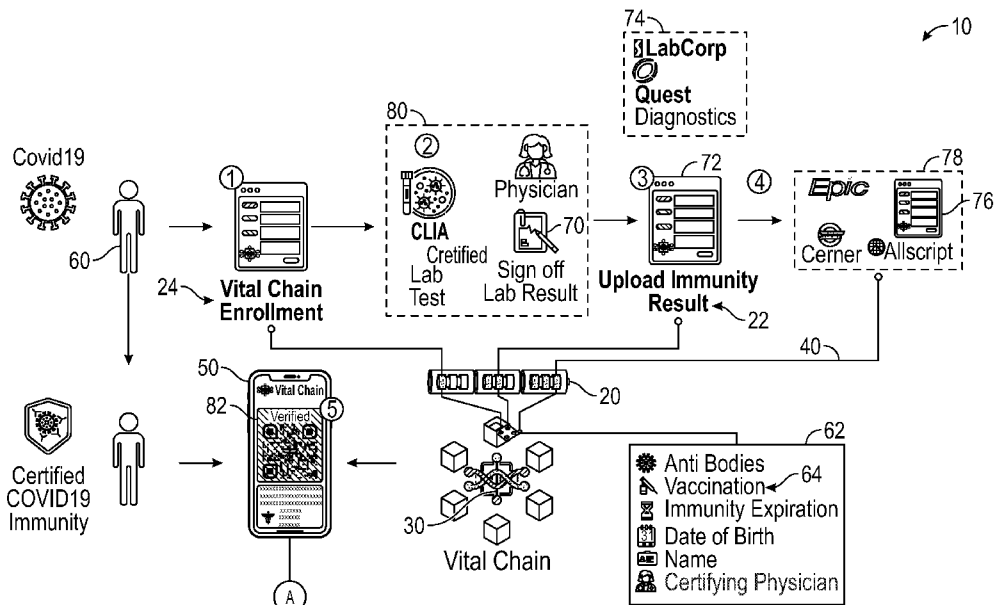 74
10
LabCorp
Quest
Diagnostics
80
Covid19
1
2
Physician
3
72
4
78
Epic
76
60
CLIA
Cretified
Lab
Test
70
Sign off
Lab Result
Cerner
Allscript
24
Vital Chain
Enrollment
Upload Immunity
Result
22
40
50
Vital Chain
5
20
82
Verified
62
Anti Bodies
Vaccination
64
Immunity Expiration
31
Date of Birth
Name
Certifying Physician
Certified
COVID19
Immunity
XXXXXX
30
Vital Chain
A